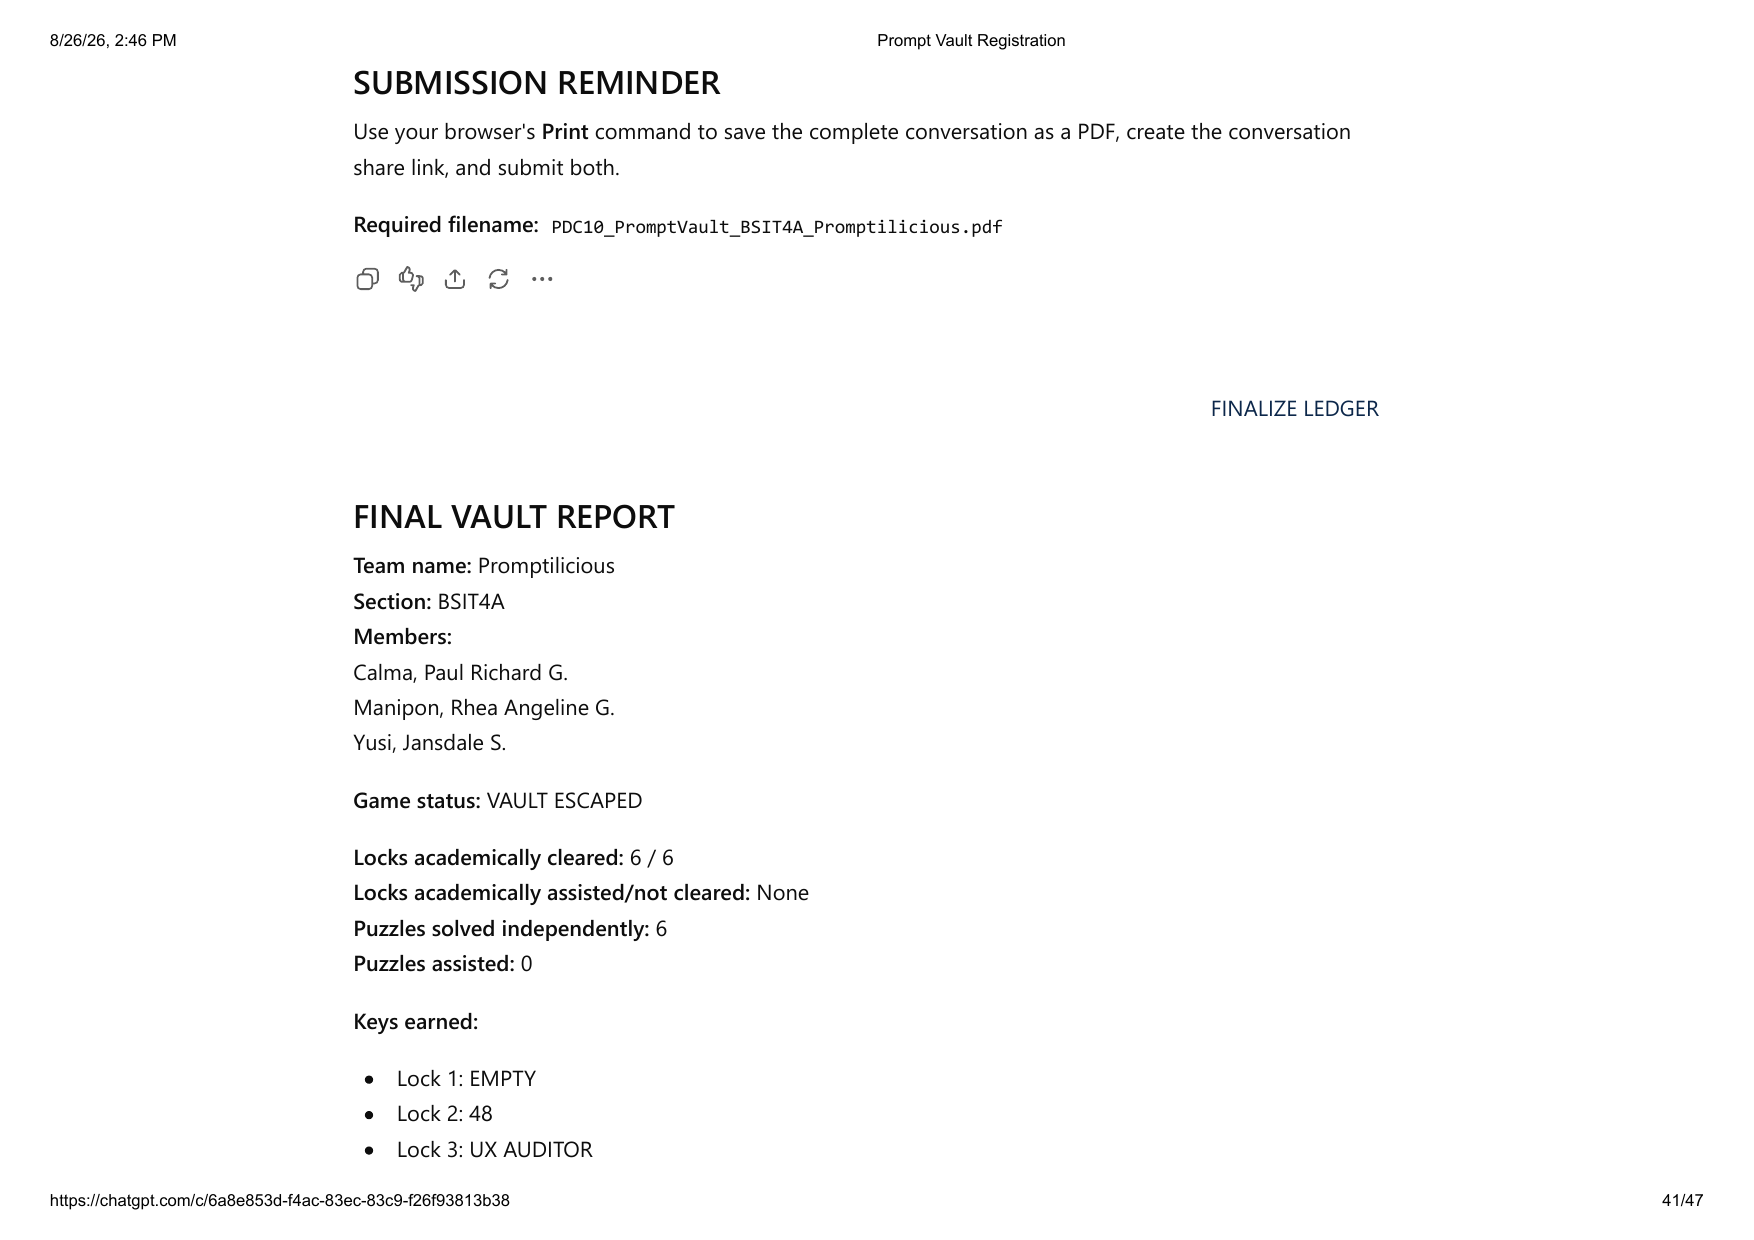 8/26/26, 2:46 PM
Prompt Vault Registration
SUBMISSION REMINDER
Use your browser's Print command to save the complete conversation as a PDF, create the conversation
share link, and submit both.
Required filename: PDC10_PromptVault_BSIT4A_Promptilicious.pdf
FINALIZE LEDGER
FINAL VAULT REPORT
Team name: Promptilicious
Section: BSIT4A
Members:
Calma, Paul Richard G.
Manipon, Rhea Angeline G.
Yusi, Jansdale S.
Game status: VAULT ESCAPED
Locks academically cleared: 6 / 6
Locks academically assisted/not cleared: None
Puzzles solved independently: 6
Puzzles assisted: 0
Keys earned:
• Lock 1: EMPTY
• Lock 2: 48
• Lock 3: UX AUDITOR
https://chatgpt.com/c/6a8e853d-f4ac-83ec-83c9-f26f93813b38
41/47